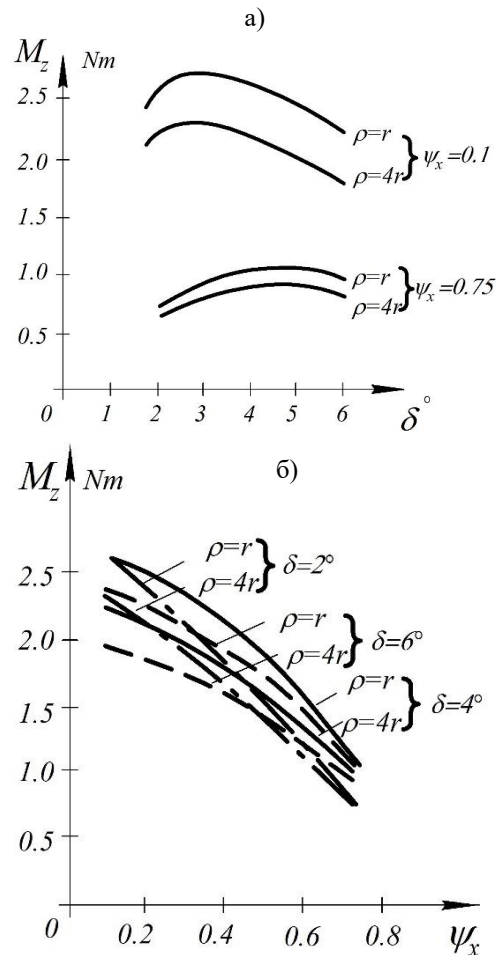 а)
M_z Nm
2.5
2.0
1.5
1.0
0.5
0 1 2 3 4 5 6 δ°
ρ=r
ρ=4r } ψ_x=0.1
ρ=r
ρ=4r } ψ_x=0.75
б)
M_z Nm
2.5
2.0
1.5
1.0
0.5
0 0.2 0.4 0.6 0.8 ψ_x
ρ=r
ρ=4r } δ=2°
ρ=r
ρ=4r } δ=6°
ρ=r
ρ=4r } δ=4°